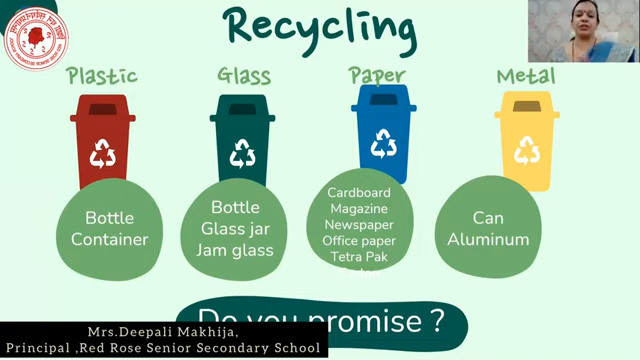 Recycling
Plastic
Glass
Paper
Metal
Bottle
Container
Bottle
Glass jar
Jam glass
Cardboard
Magazine
Newspaper
Office paper
Tetra Pak
Can
Aluminum
Do you promise ?
Mrs.Deepali Makhija,
Principal ,Red Rose Senior Secondary School